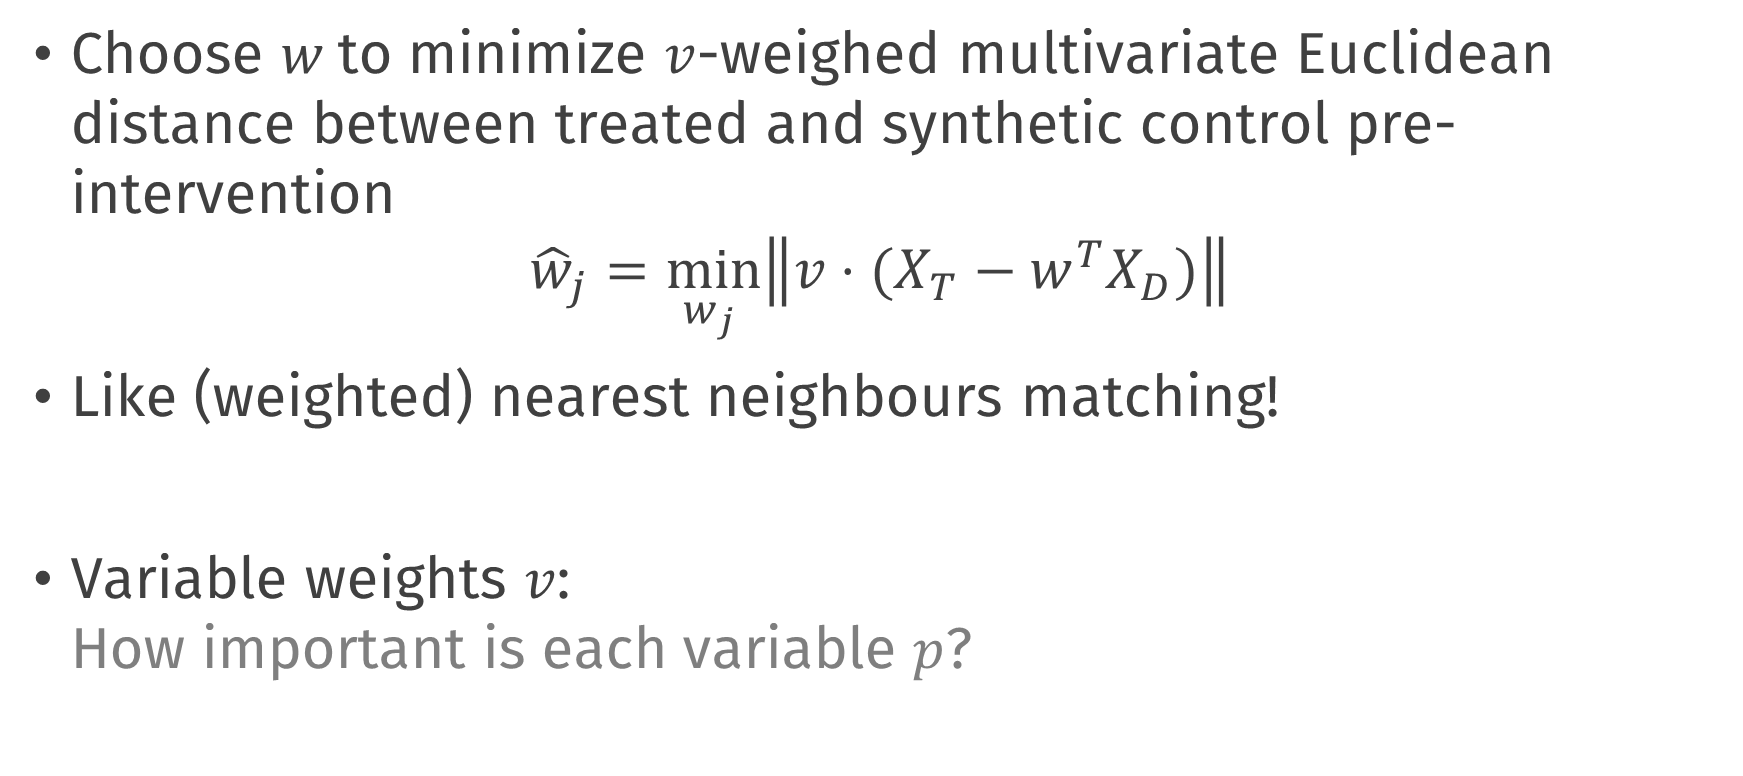 • Choose w to minimize v-weighed multivariate Euclidean
distance between treated and synthetic control pre-
intervention
ŵ_j = min_{w_j} ‖v · (X_T − w^T X_D)‖
• Like (weighted) nearest neighbours matching!
• Variable weights v:
How important is each variable p?